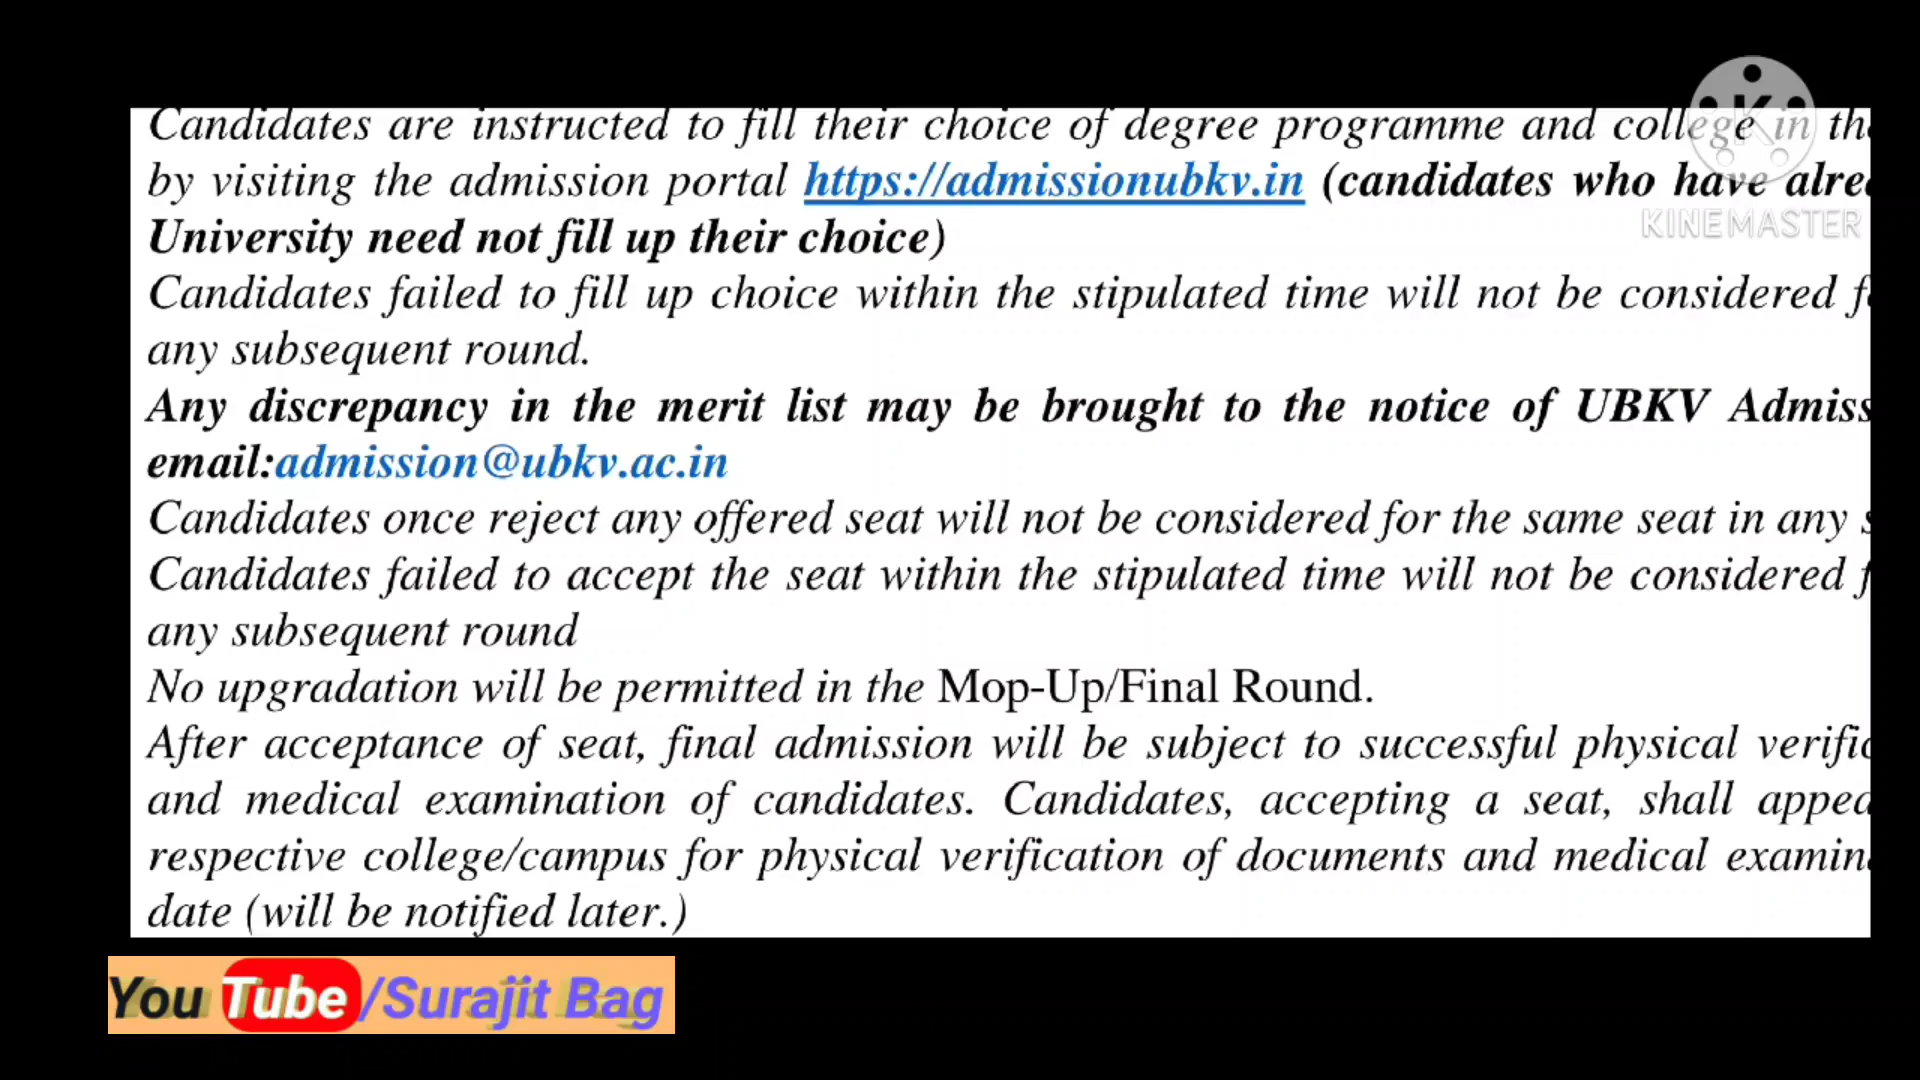 Candidates are instructed to fill their choice of degree programme and college in
by visiting the admission portal https://admissionubkv.in (candidates who have
University need not fill up their choice)
Candidates failed to fill up choice within the stipulated time will not be considered
any subsequent round.
Any discrepancy in the merit list may be brought to the notice of UBKV
email:admission@ubkv.ac.in
Candidates once reject any offered seat will not be considered for the same seat in any
Candidates failed to accept the seat within the stipulated time will not be considered
any subsequent round
No upgradation will be permitted in the Mop-Up/Final Round.
After acceptance of seat, final admission will be subject to successful physical
and medical examination of candidates. Candidates, accepting a seat, shall
respective college/campus for physical verification of documents and medical
date (will be notified later.)
K
KINEMASTER
You Tube/Surajit Bag